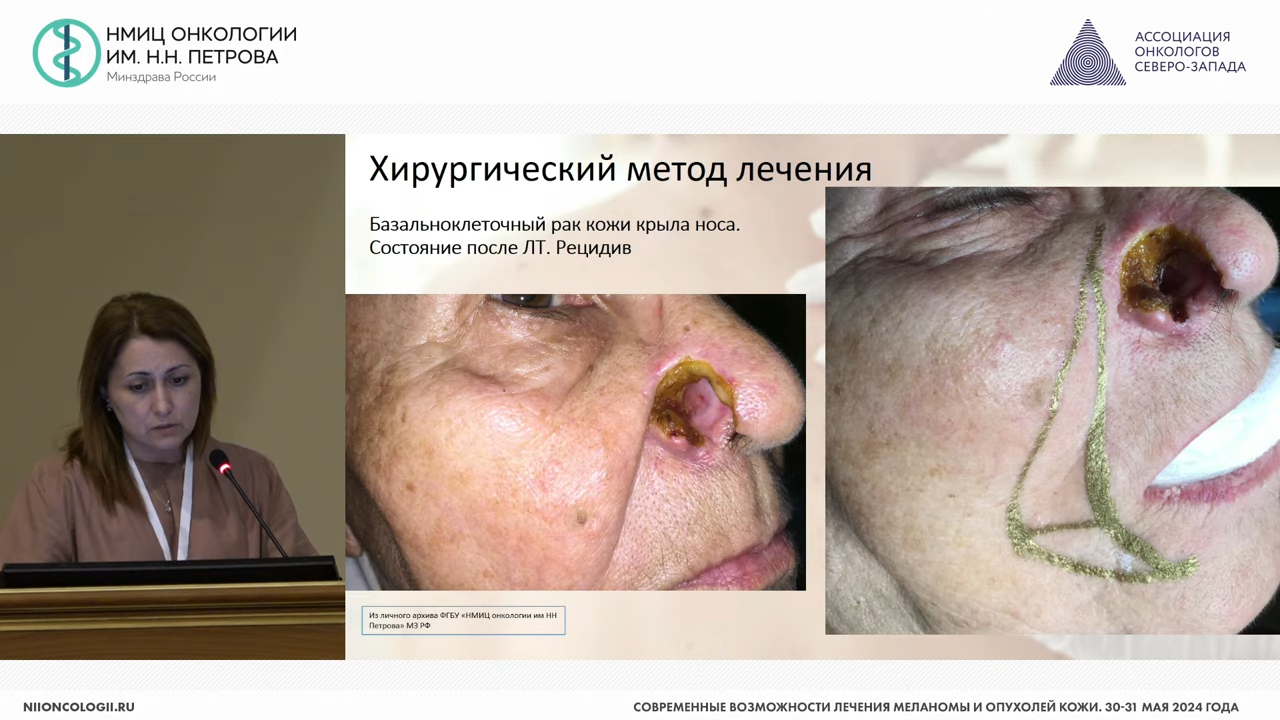 НМИЦ ОНКОЛОГИИ
ИМ. Н.Н. ПЕТРОВА
Минздрава России
АССОЦИАЦИЯ
ОНКОЛОГОВ
СЕВЕРО-ЗАПАДА
Хирургический метод лечения
Базальноклеточный рак кожи крыла носа.
Состояние после ЛТ. Рецидив
Из личного архива ФГБУ «НМИЦ онкологии им НН
Петрова» МЗ РФ
NIIONCOLOGII.RU
СОВРЕМЕННЫЕ ВОЗМОЖНОСТИ ЛЕЧЕНИЯ МЕЛАНОМЫ И ОПУХОЛЕЙ КОЖИ. 30-31 МАЯ 2024 ГОДА